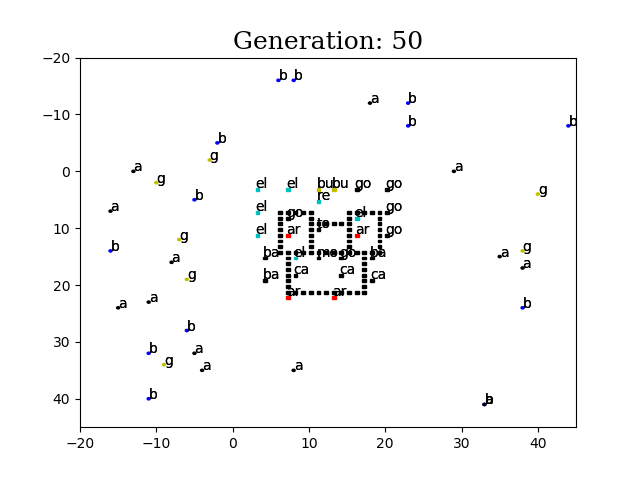 Generation: 50
−20
b b
a b
−10
b b
b
g
0
a a
g el el bu bu go go g
re
b
a el go el go
10
el ar te ar go
g g
b ba el mo go ba a
a a
ba ca ca ca
20
g
ar ar
a a b
b
30
b a
g a a
40
b
−20 −10 0 10 20 30 40